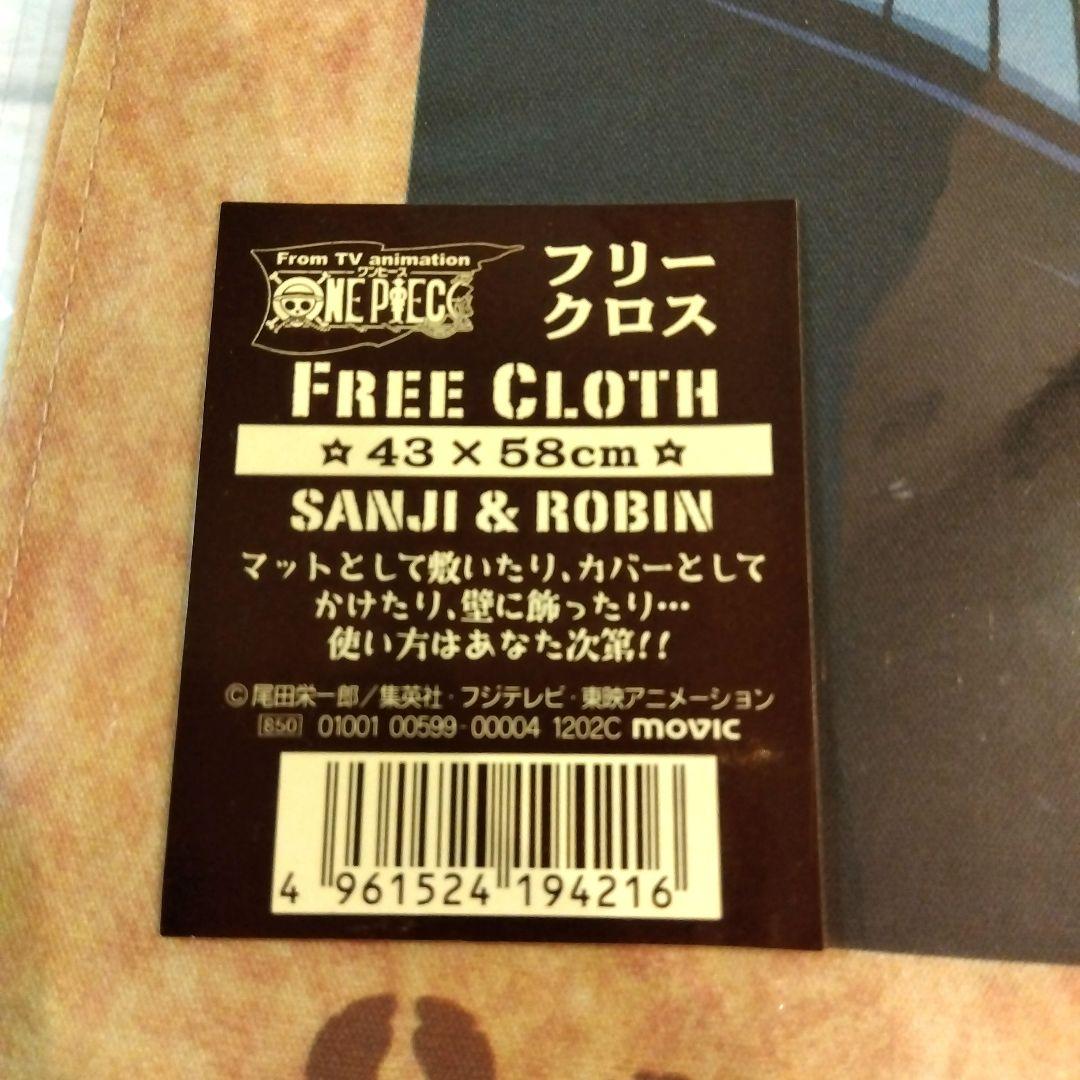 From TV animation
ワンピース
ONE PIECE
フリー
クロス
FREE CLOTH
☆ 43×58cm ☆
SANJI & ROBIN
マットとして敷いたり、カバーとして
かけたり、壁に飾ったり…
使い方はあなた次第!!
©尾田栄一郎/集英社・フジテレビ・東映アニメーション
[850] 01001 00599-00004 1202C movic
4 961524 194216